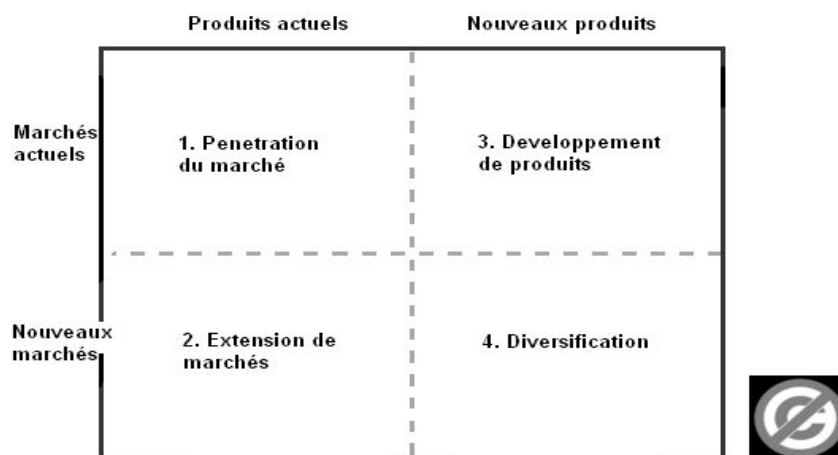 Produits actuels
Nouveaux produits
Marchés
actuels
1. Penetration
du marché
3. Developpement
de produits
Nouveaux
marchés
2. Extension de
marchés
4. Diversification